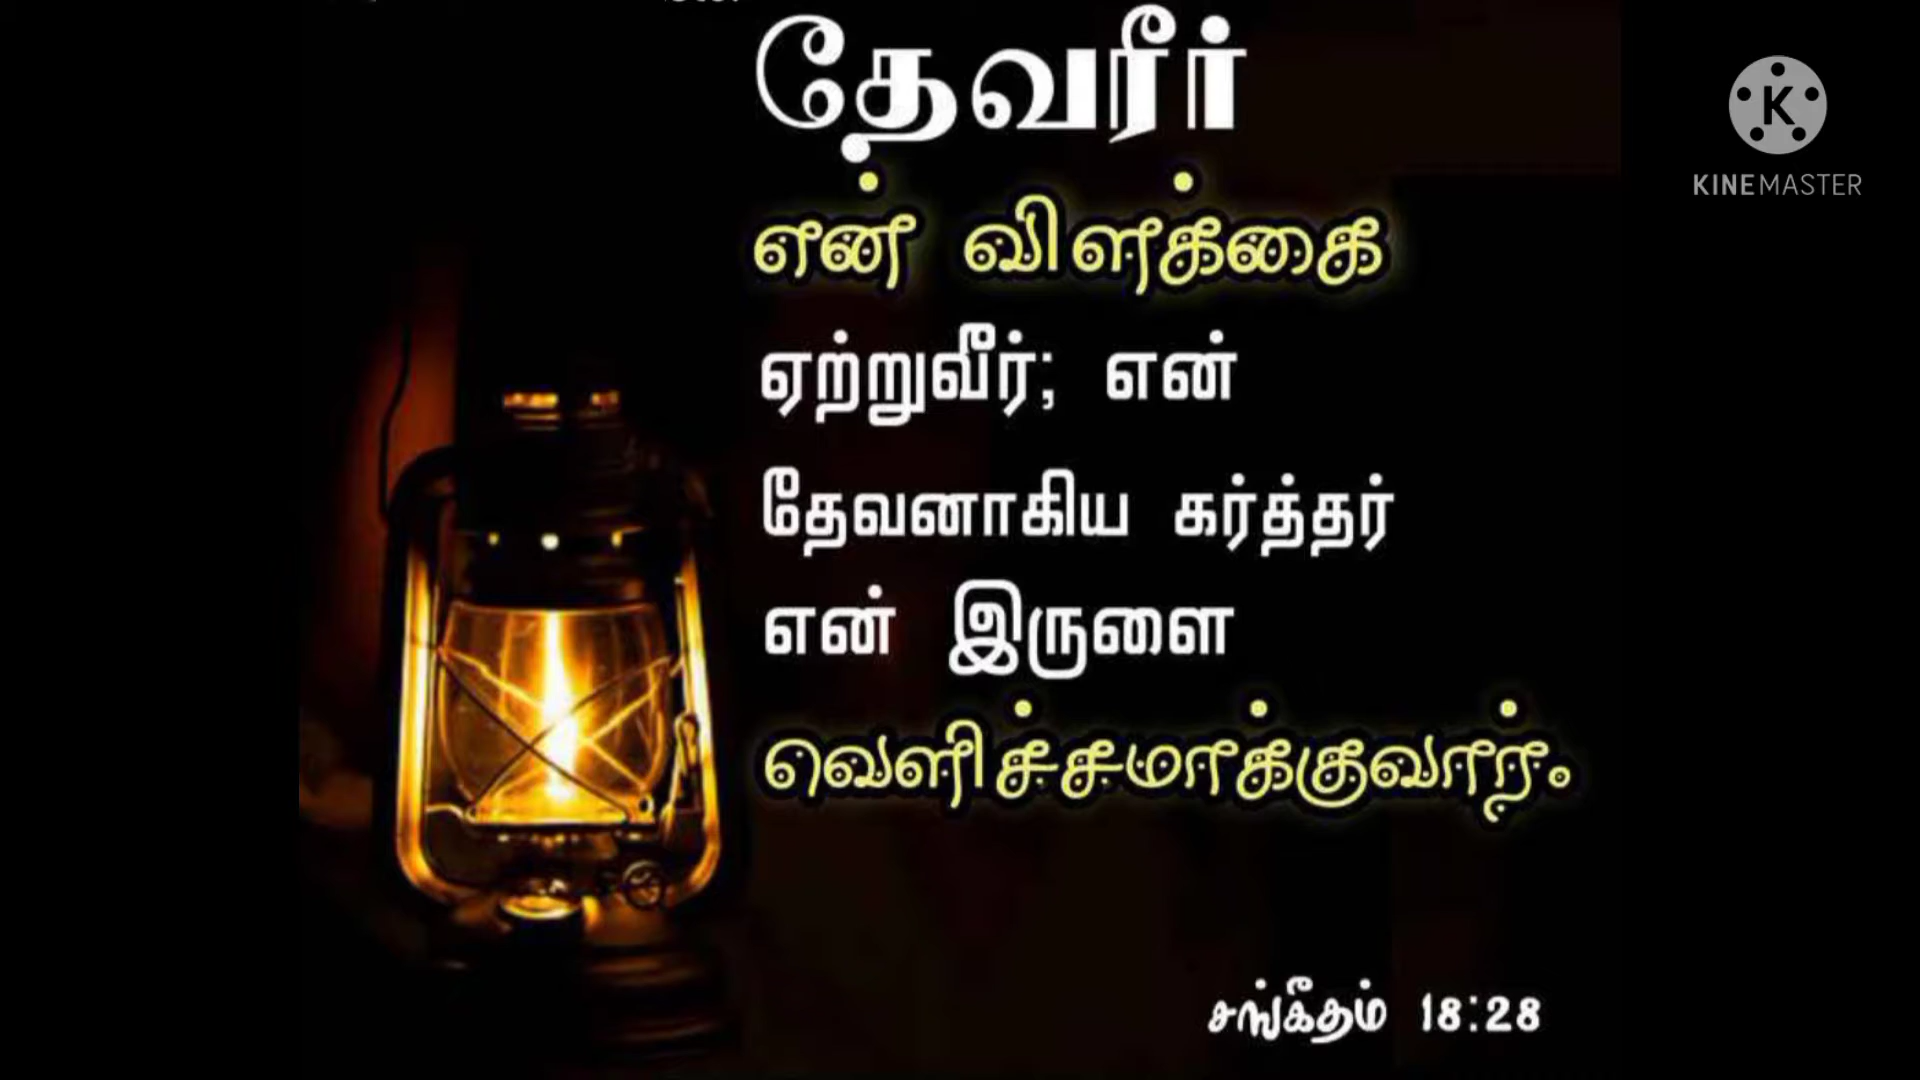 தேவரீர்
என் விளக்கை
ஏற்றுவீர்; என்
தேவனாகிய கர்த்தர்
என் இருளை
வெளிச்சமாக்குவார்.
சங்கீதம் 18:28
K
KINEMASTER